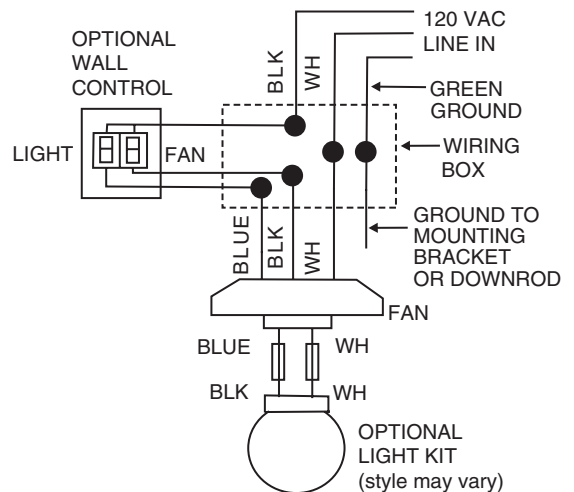 120 VAC
LINE IN
OPTIONAL
WALL
CONTROL
BLK
WH
GREEN
GROUND
LIGHT
FAN
WIRING
BOX
BLUE
BLK
WH
GROUND TO
MOUNTING
BRACKET
OR DOWNROD
FAN
BLUE
WH
BLK
WH
OPTIONAL
LIGHT KIT
(style may vary)